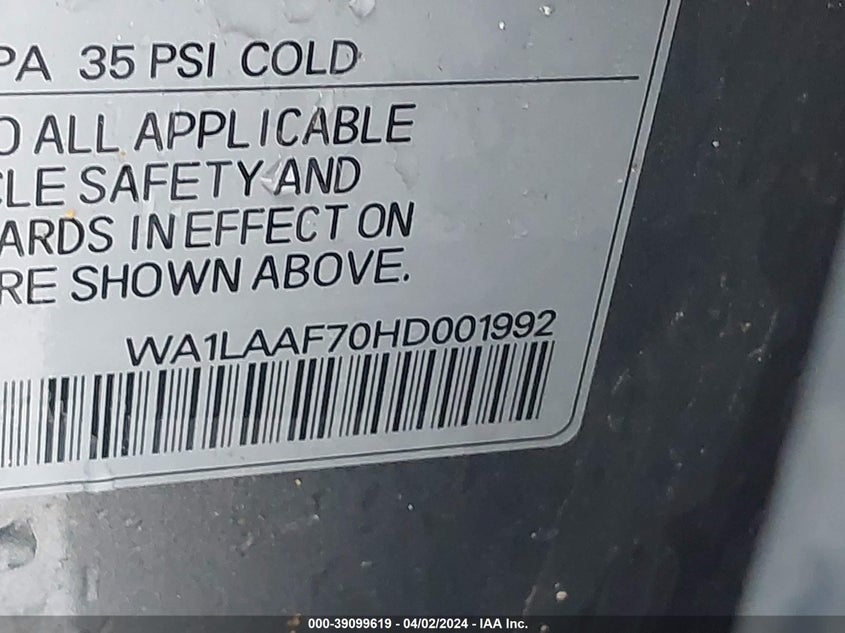 PA 35 PSI COLD
O ALL APPLICABLE
CLE SAFETY AND
ARDS IN EFFECT ON
RE SHOWN ABOVE.
WA1LAAF70HD001992
000-39099619 - 04/02/2024 - IAA Inc.